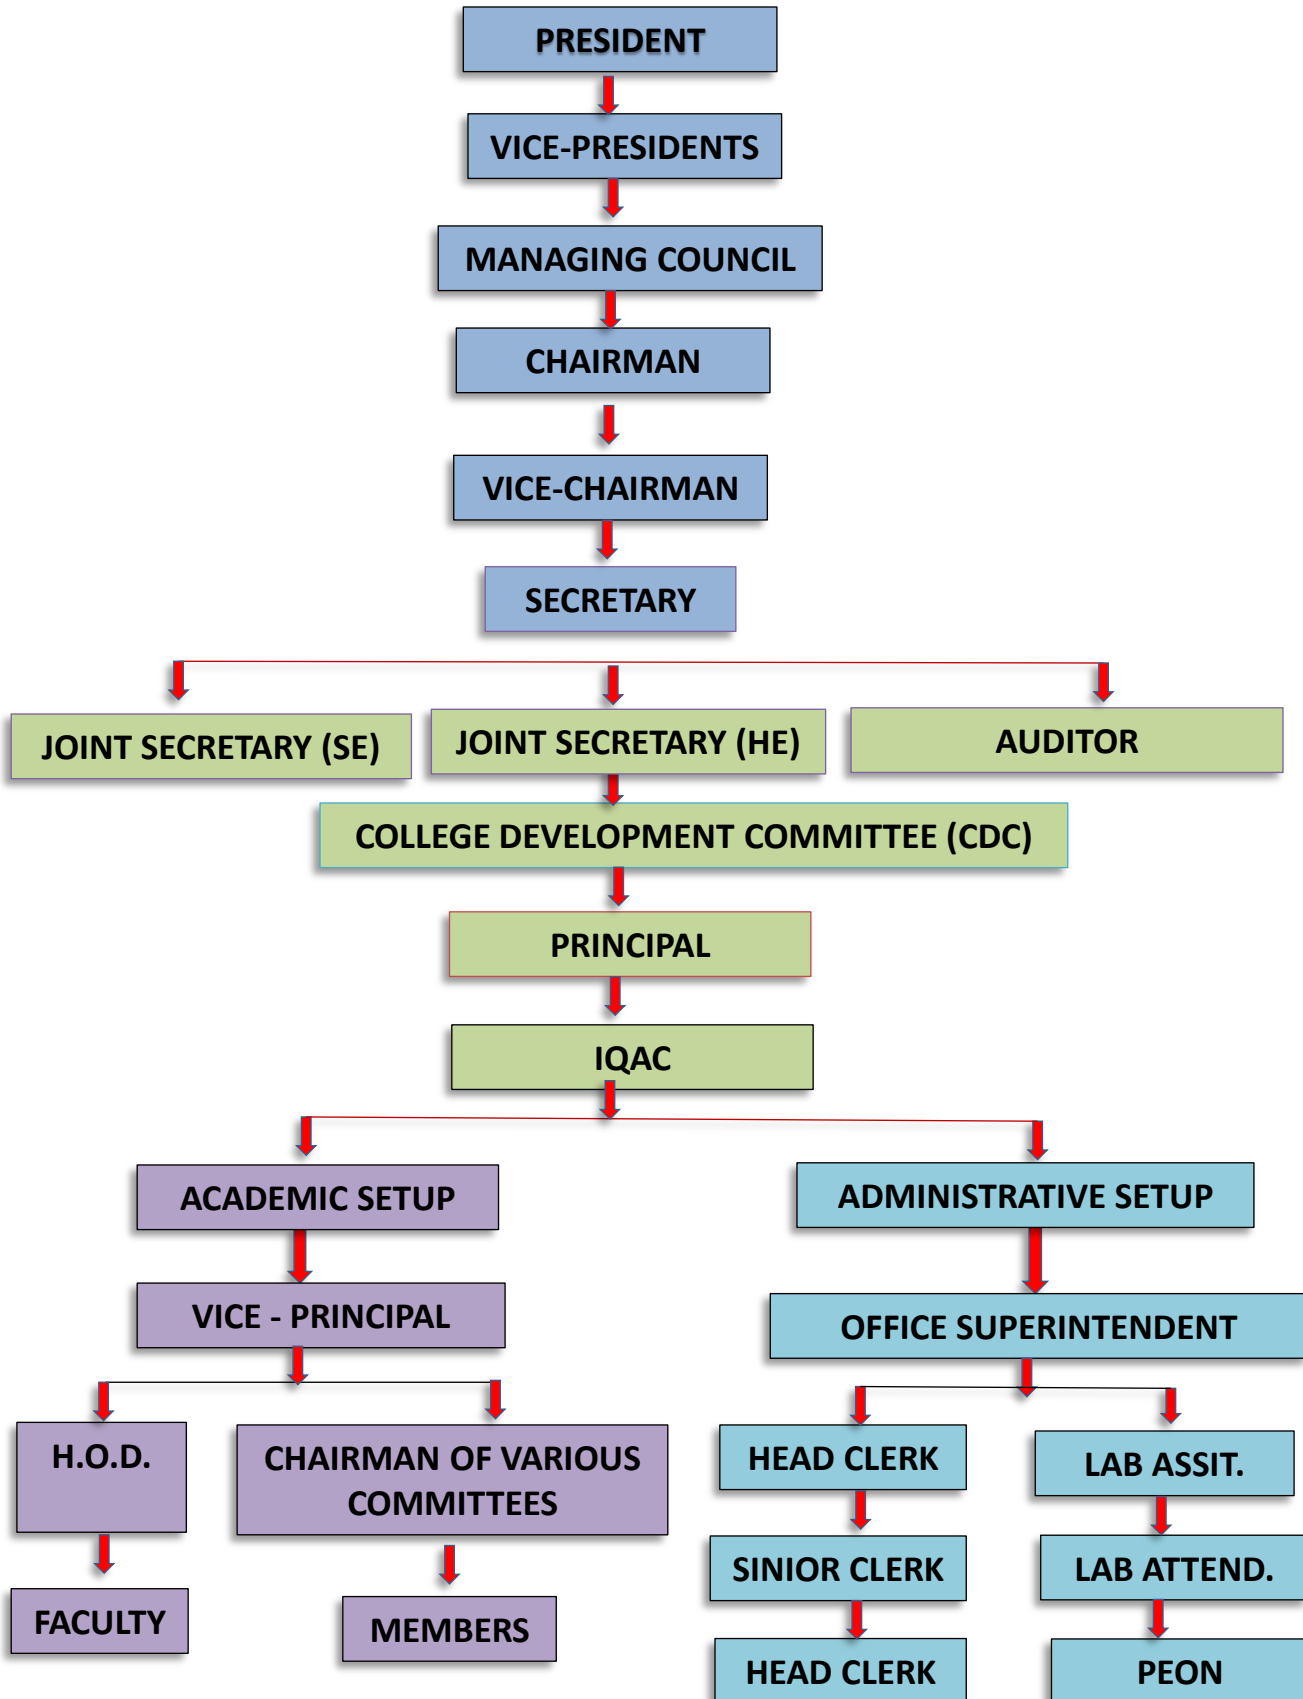 PRESIDENT
VICE-PRESIDENTS
MANAGING COUNCIL
CHAIRMAN
VICE-CHAIRMAN
SECRETARY
JOINT SECRETARY (SE)
JOINT SECRETARY (HE)
AUDITOR
COLLEGE DEVELOPMENT COMMITTEE (CDC)
PRINCIPAL
IQAC
ACADEMIC SETUP
ADMINISTRATIVE SETUP
VICE - PRINCIPAL
OFFICE SUPERINTENDENT
H.O.D.
CHAIRMAN OF VARIOUS
COMMITTEES
HEAD CLERK
LAB ASSIT.
SINIOR CLERK
LAB ATTEND.
FACULTY
MEMBERS
HEAD CLERK
PEON